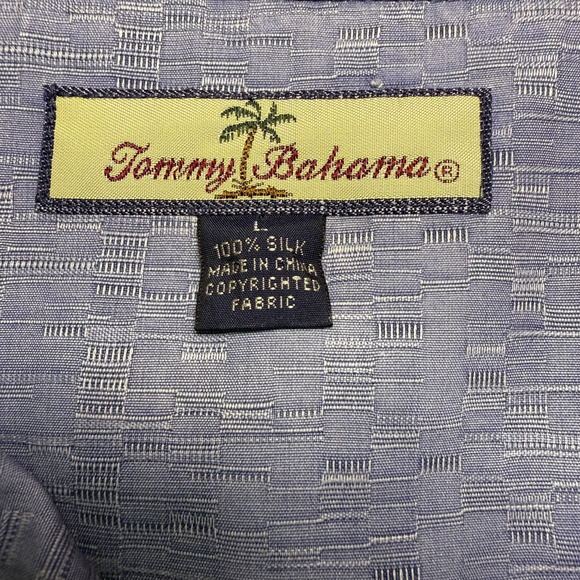 Tommy Bahama®
L
100% SILK
MADE IN CHINA
COPYRIGHTED
FABRIC